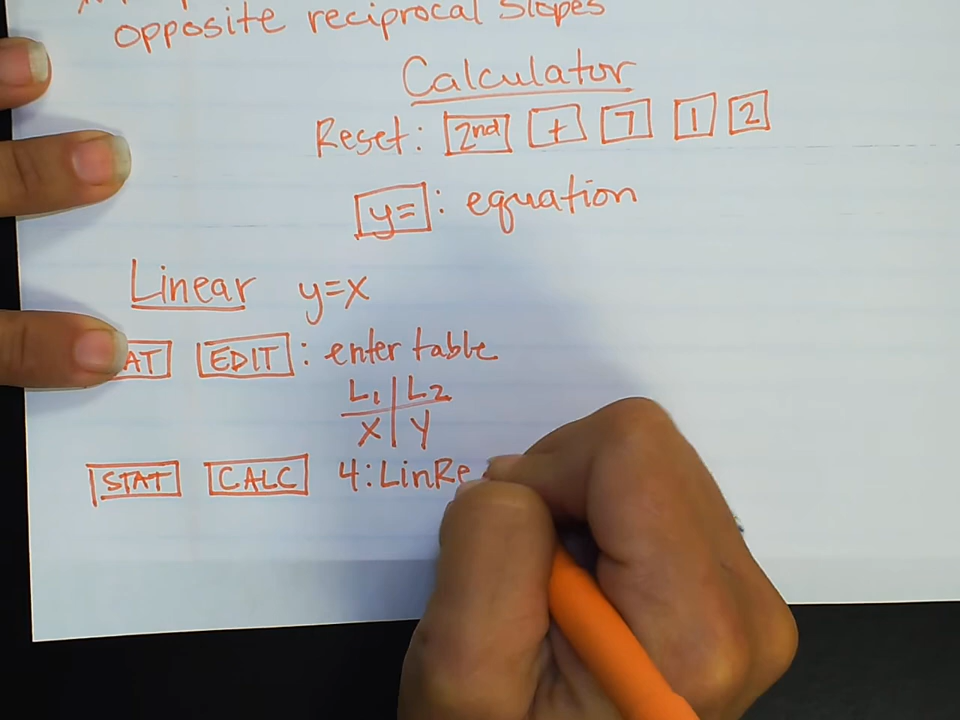 opposite reciprocal slopes
Calculator
Reset: 2nd + 7 1 2
y= : equation
Linear y=x
AT EDIT : enter table
L1 L2
X Y
STAT CALC 4:LinRe